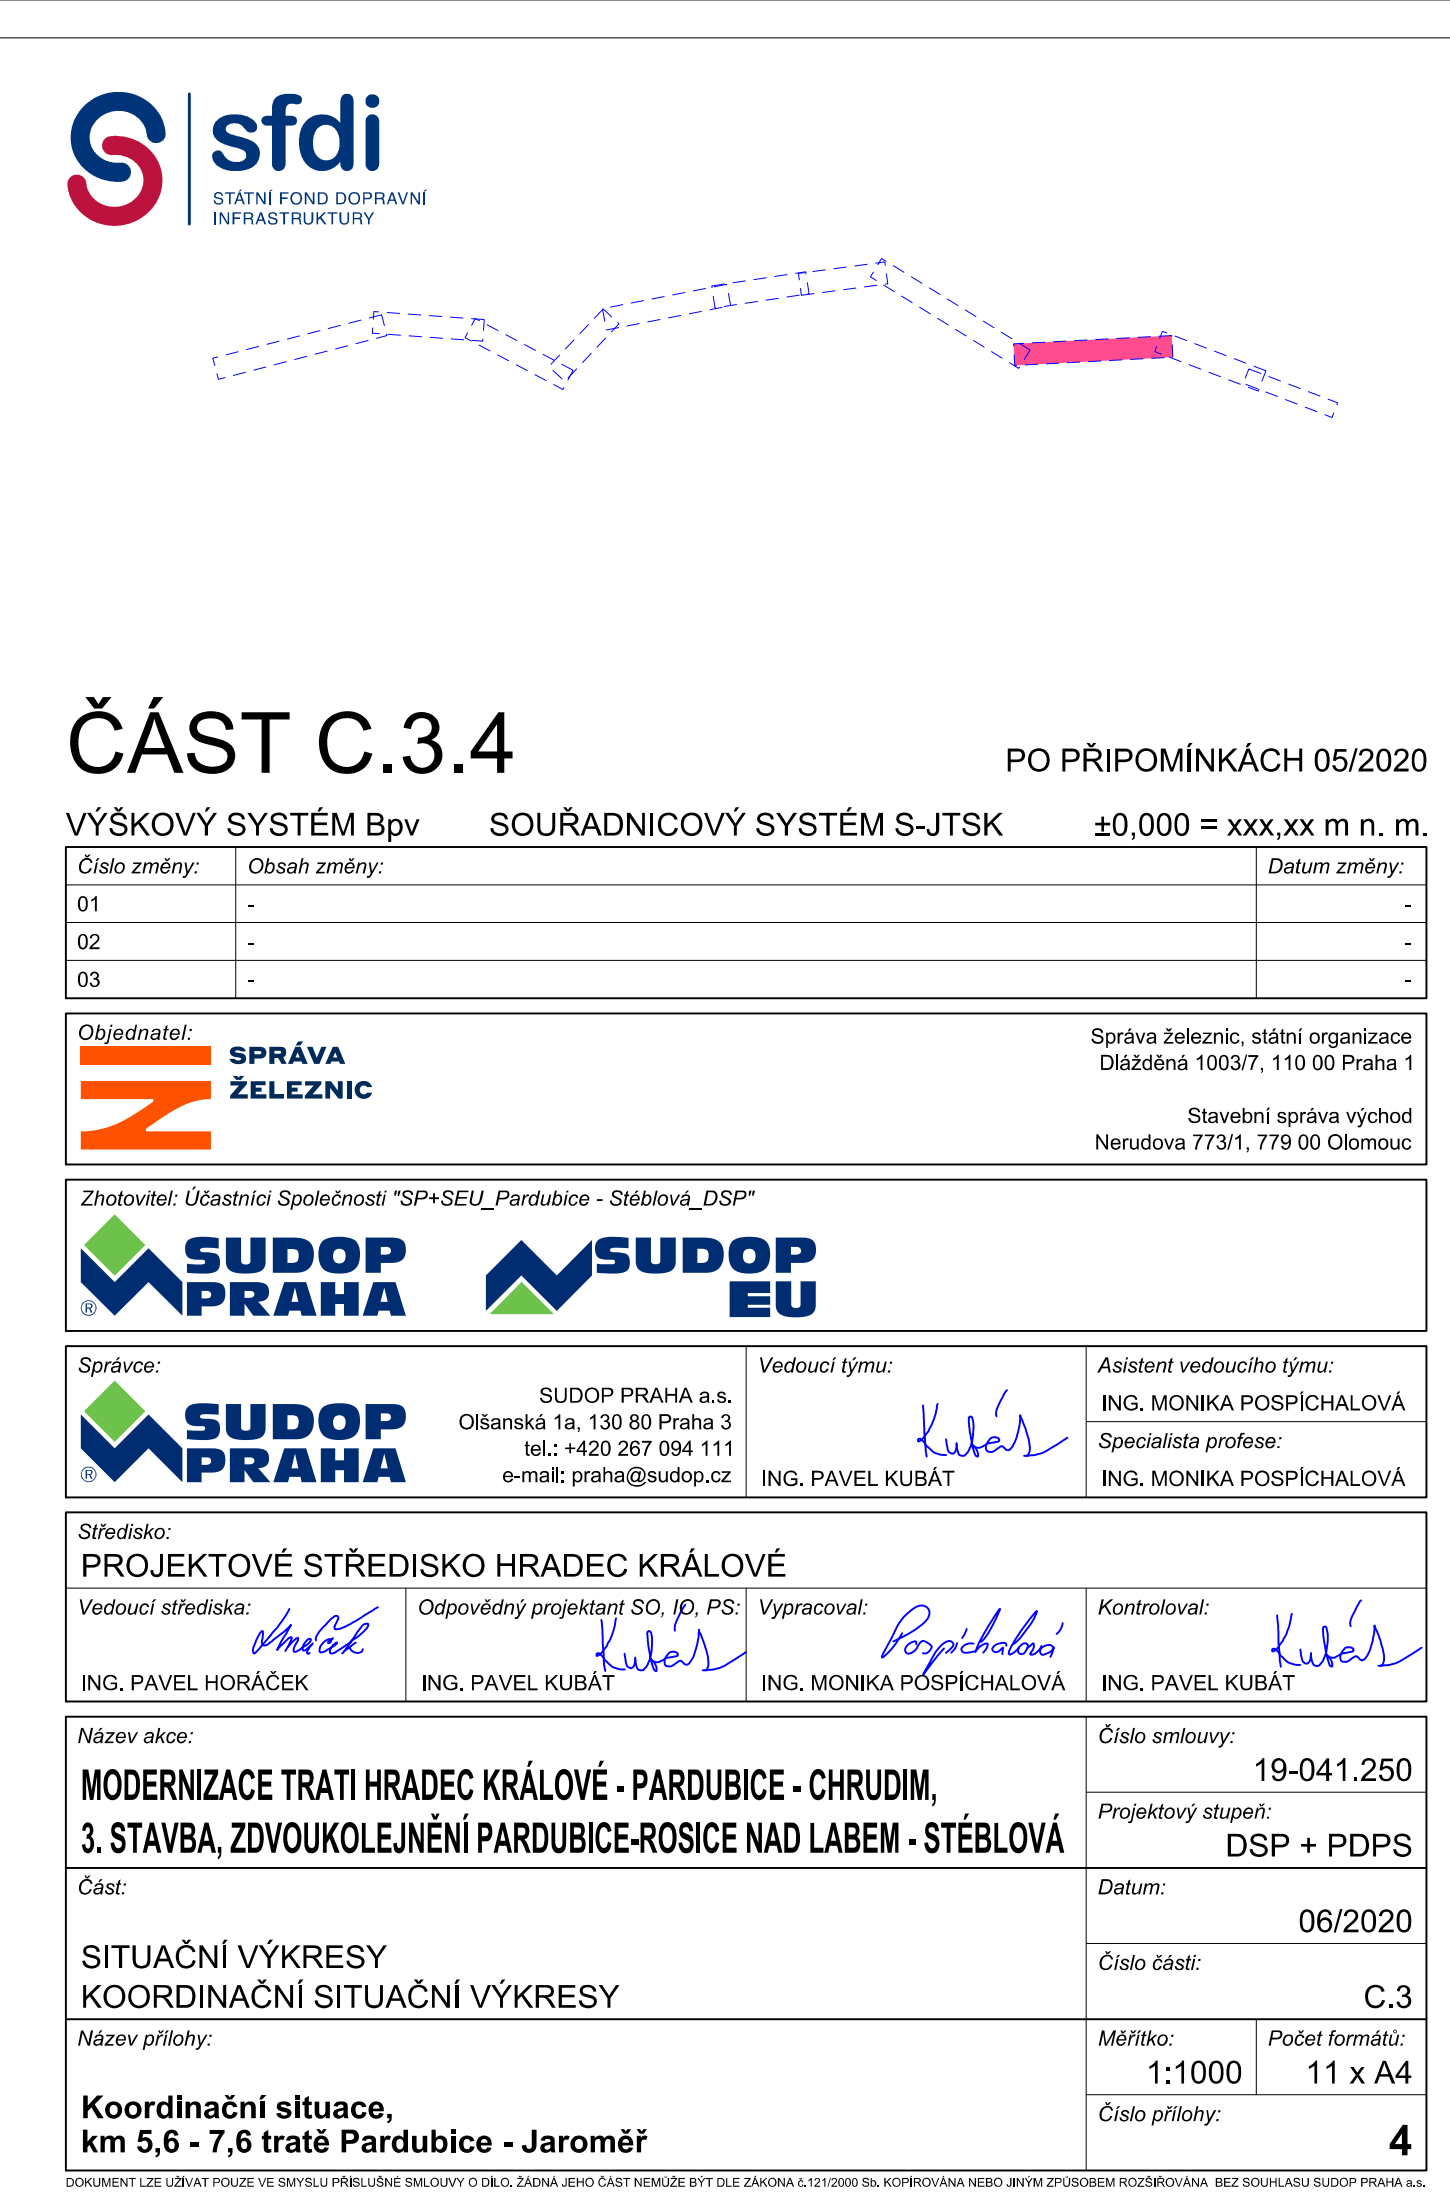 sfdi
STÁTNÍ FOND DOPRAVNÍ
INFRASTRUKTURY
ČÁST C.3.4
PO PŘIPOMÍNKÁCH 05/2020
VÝŠKOVÝ SYSTÉM Bpv SOUŘADNICOVÝ SYSTÉM S-JTSK ±0,000 = xxx,xx m n. m.
Číslo změny: Obsah změny: Datum změny:
01 - -
02 - -
03 - -
Objednatel:
SPRÁVA
ŽELEZNIC
Správa železnic, státní organizace
Dlážděná 1003/7, 110 00 Praha 1
Stavební správa východ
Nerudova 773/1, 779 00 Olomouc
Zhotovitel: Účastníci Společnosti "SP+SEU_Pardubice - Stéblová_DSP"
SUDOP
PRAHA
®
SUDOP
EU
Správce:
SUDOP
PRAHA
®
SUDOP PRAHA a.s.
Olšanská 1a, 130 80 Praha 3
tel.: +420 267 094 111
e-mail: praha@sudop.cz
Vedoucí týmu:
Kubát
ING. PAVEL KUBÁT
Asistent vedoucího týmu:
ING. MONIKA POSPÍCHALOVÁ
Specialista profese:
ING. MONIKA POSPÍCHALOVÁ
Středisko:
PROJEKTOVÉ STŘEDISKO HRADEC KRÁLOVÉ
Vedoucí střediska:
Horáček
ING. PAVEL HORÁČEK
Odpovědný projektant SO, IO, PS:
Kubát
ING. PAVEL KUBÁT
Vypracoval:
Pospíchalová
ING. MONIKA POSPÍCHALOVÁ
Kontroloval:
Kubát
ING. PAVEL KUBÁT
Název akce:
MODERNIZACE TRATI HRADEC KRÁLOVÉ - PARDUBICE - CHRUDIM,
3. STAVBA, ZDVOUKOLEJNĚNÍ PARDUBICE-ROSICE NAD LABEM - STÉBLOVÁ
Číslo smlouvy:
19-041.250
Projektový stupeň:
DSP + PDPS
Část:
SITUAČNÍ VÝKRESY
KOORDINAČNÍ SITUAČNÍ VÝKRESY
Datum:
06/2020
Číslo části:
C.3
Název přílohy:
Koordinační situace,
km 5,6 - 7,6 tratě Pardubice - Jaroměř
Měřítko:
1:1000
Počet formátů:
11 x A4
Číslo přílohy:
4
DOKUMENT LZE UŽÍVAT POUZE VE SMYSLU PŘÍSLUŠNÉ SMLOUVY O DÍLO. ŽÁDNÁ JEHO ČÁST NEMŮŽE BÝT DLE ZÁKONA č.121/2000 Sb. KOPÍROVÁNA NEBO JINÝM ZPŮSOBEM ROZŠIŘOVÁNA BEZ SOUHLASU SUDOP PRAHA a.s.